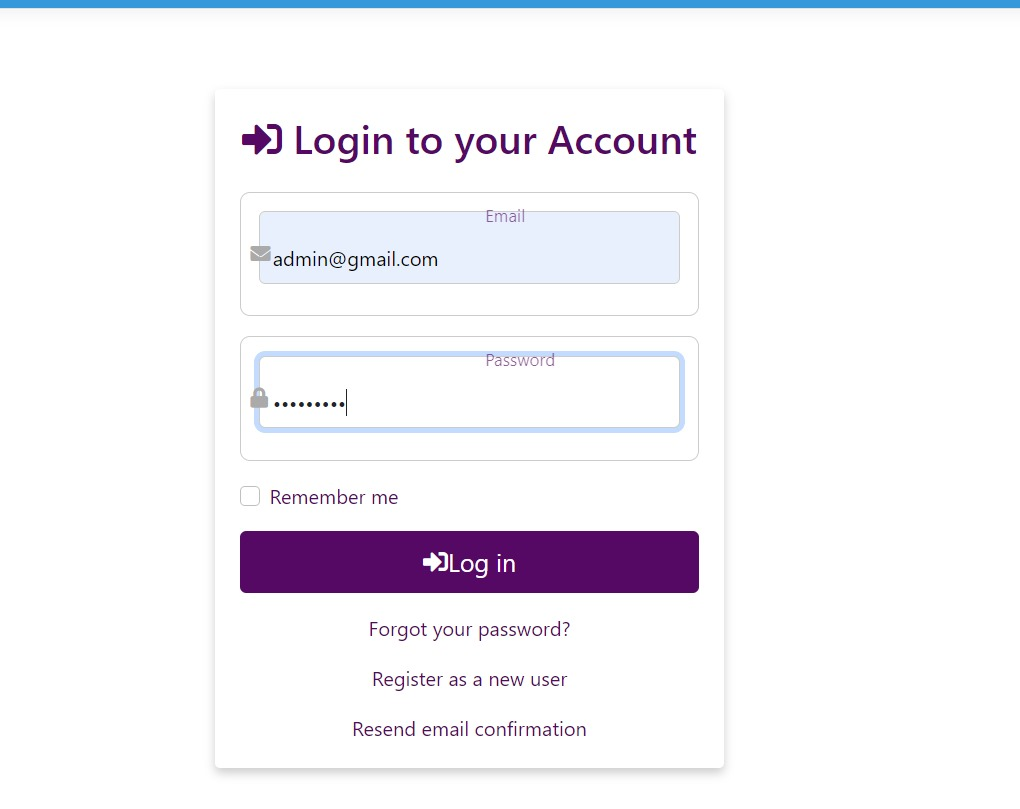 Login to your Account
Email
admin@gmail.com
Password
•••••••••
Remember me
Log in
Forgot your password?
Register as a new user
Resend email confirmation